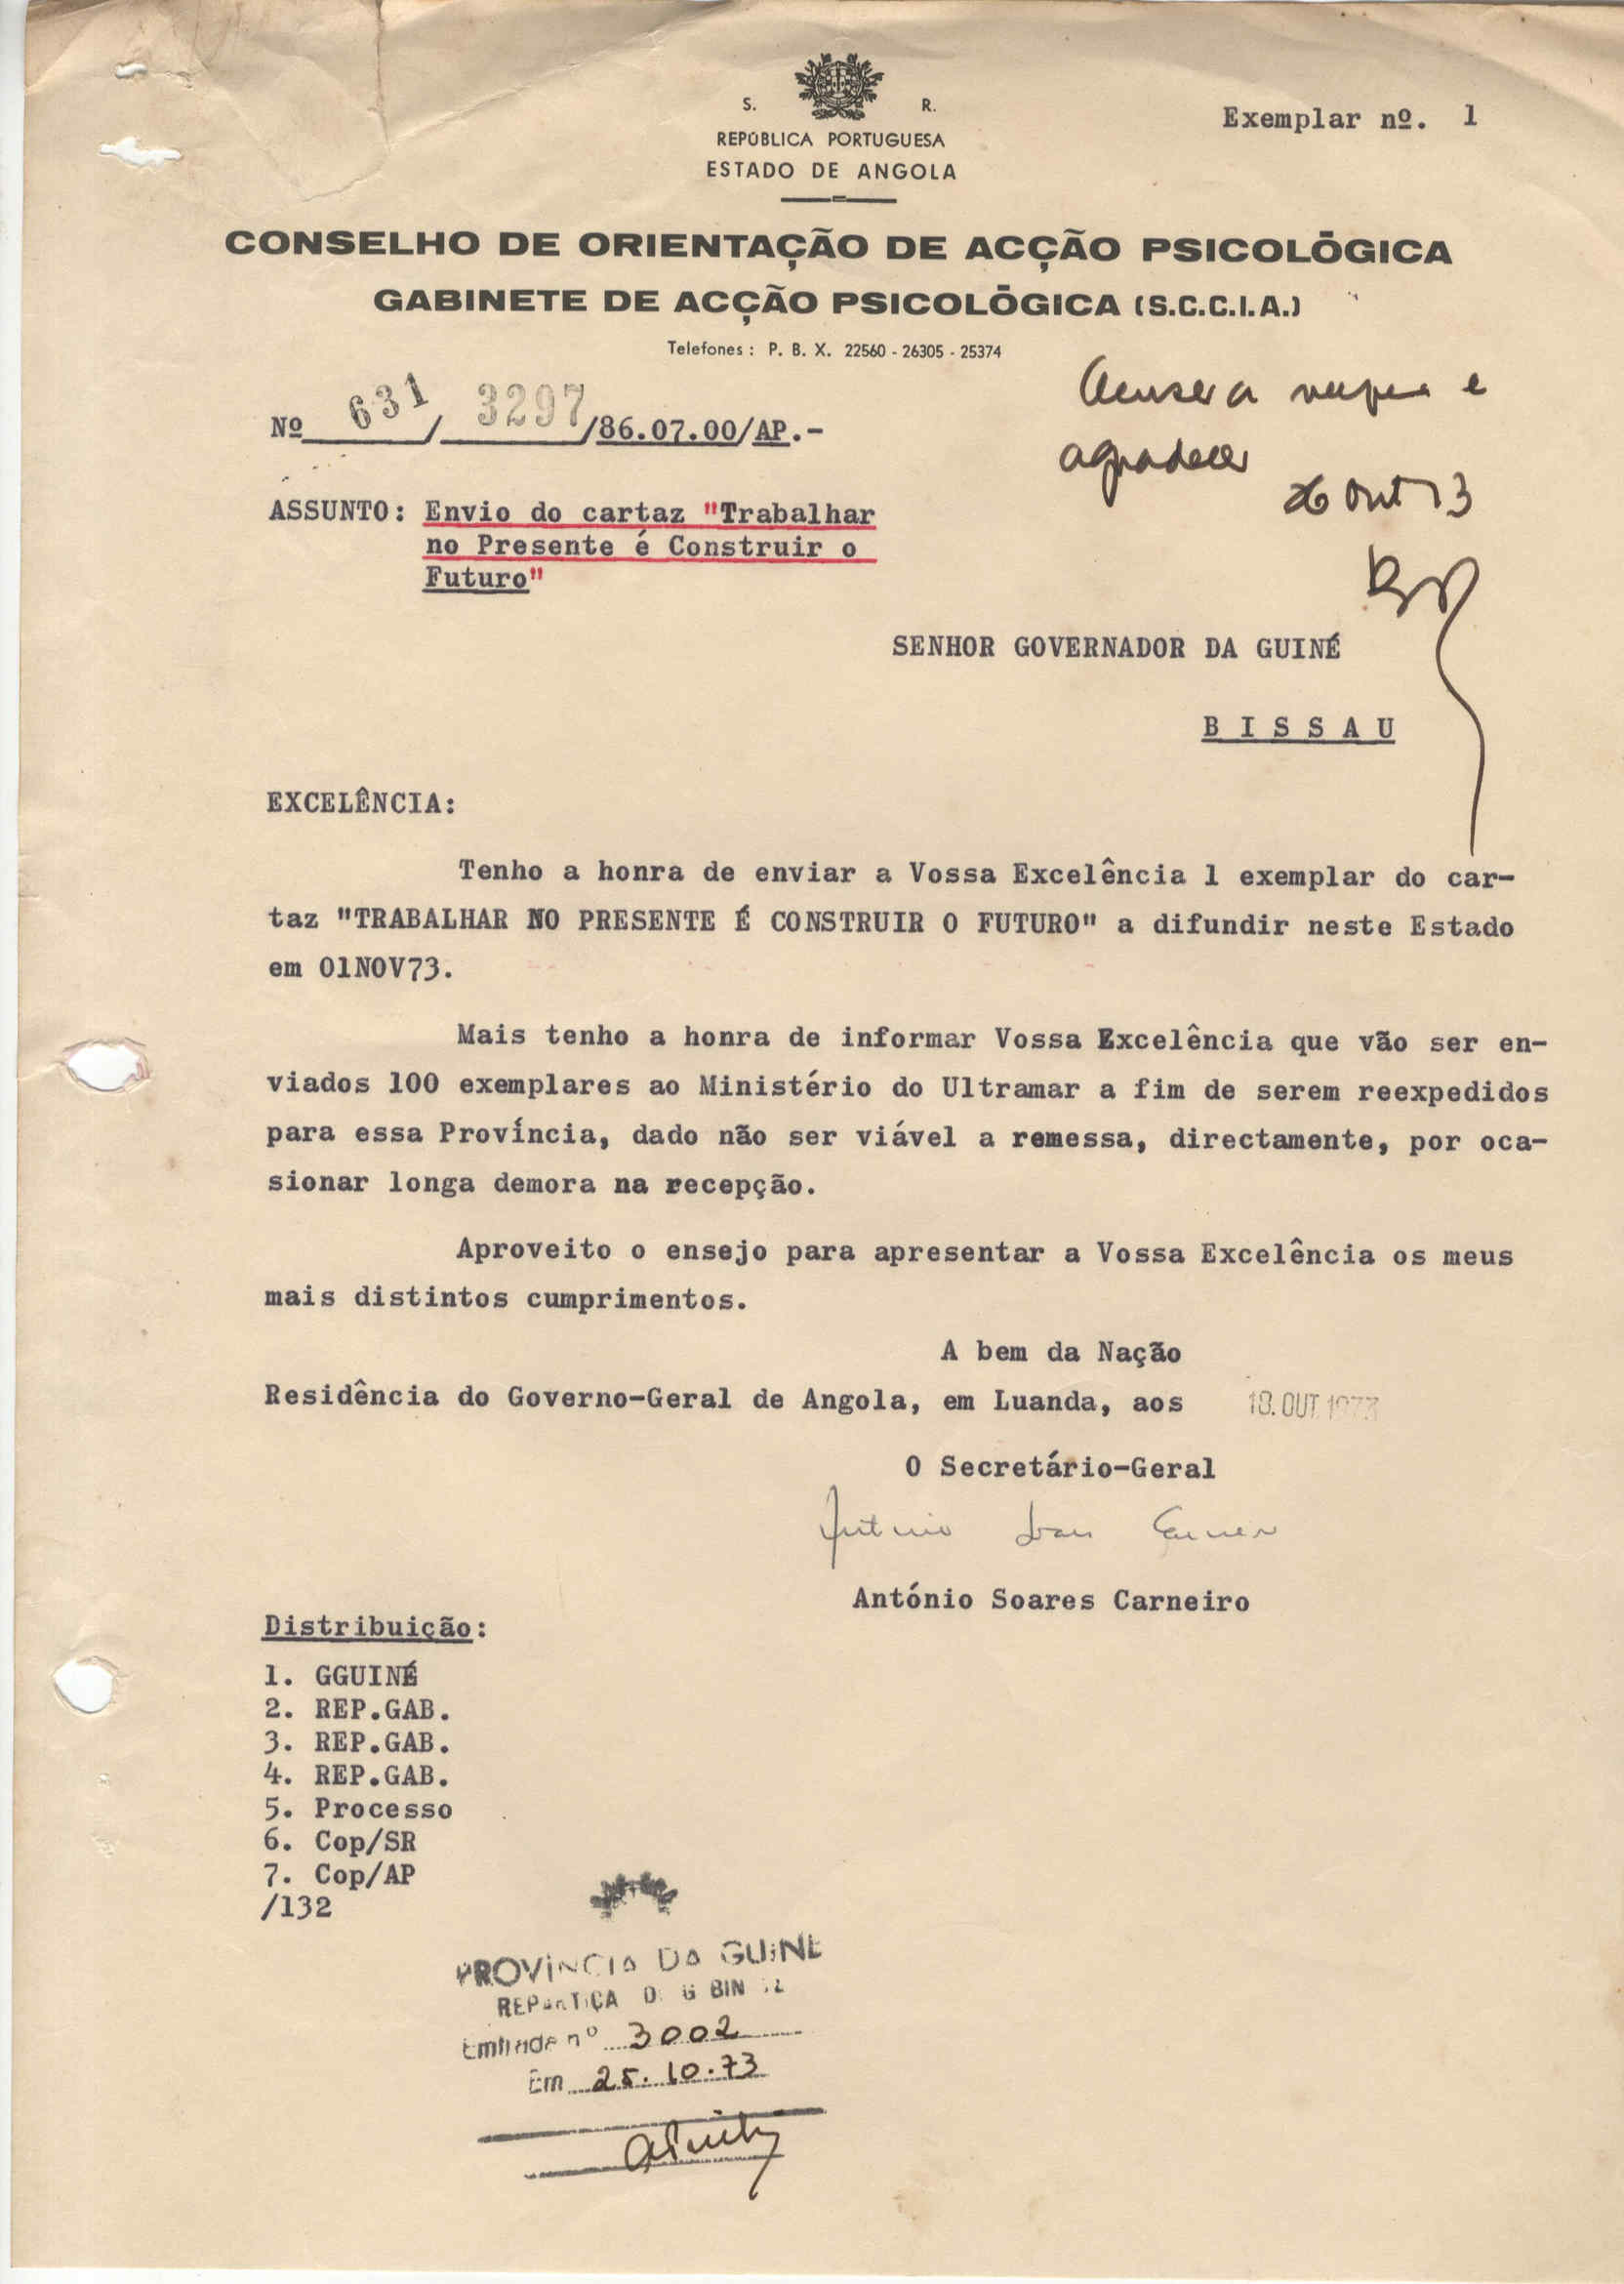 Exemplar nº. 1
S. R.
REPÚBLICA PORTUGUESA
ESTADO DE ANGOLA
CONSELHO DE ORIENTAÇÃO DE ACÇÃO PSICOLÓGICA
GABINETE DE ACÇÃO PSICOLÓGICA (S.C.C.I.A.)
Telefones : P. B. X. 22560 - 26305 - 25374
Nº 631/ 3297/86.07.00/AP.-
e
agradecer
Out 73
ASSUNTO: Envio do cartaz "Trabalhar
no Presente é Construir o
Futuro"
SENHOR GOVERNADOR DA GUINÉ
B I S S A U
EXCELÊNCIA:
Tenho a honra de enviar a Vossa Excelência 1 exemplar do car-
taz "TRABALHAR NO PRESENTE É CONSTRUIR O FUTURO" a difundir neste Estado
em 01NOV73.
Mais tenho a honra de informar Vossa Excelência que vão ser en-
viados 100 exemplares ao Ministério do Ultramar a fim de serem reexpedidos
para essa Província, dado não ser viável a remessa, directamente, por oca-
sionar longa demora na recepção.
Aproveito o ensejo para apresentar a Vossa Excelência os meus
mais distintos cumprimentos.
A bem da Nação
Residência do Governo-Geral de Angola, em Luanda, aos 18. OUT. 1973
O Secretário-Geral
António Soares Carneiro
António Soares Carneiro
Distribuição:
1. GGUINÉ
2. REP.GAB.
3. REP.GAB.
4. REP.GAB.
5. Processo
6. Cop/SR
7. Cop/AP
/132
PROVÍNCIA DA GUINÉ
Entrada nº 3002
Em 25.10.73